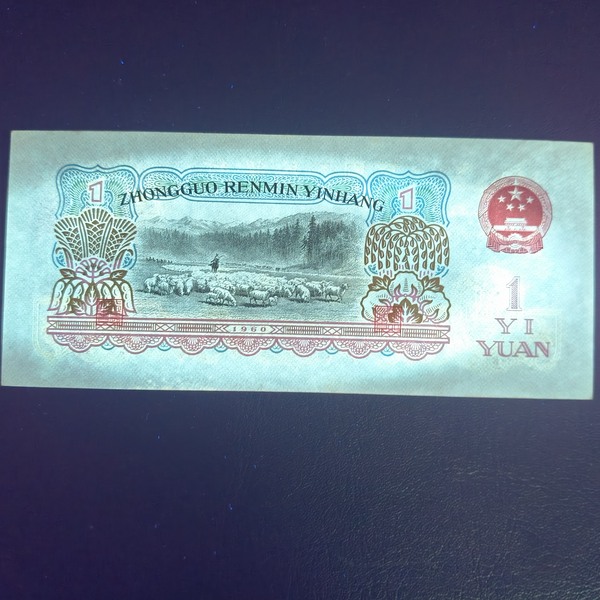 1
ZHONGGUO RENMIN YINHANG
1
1960
1
YI
YUAN